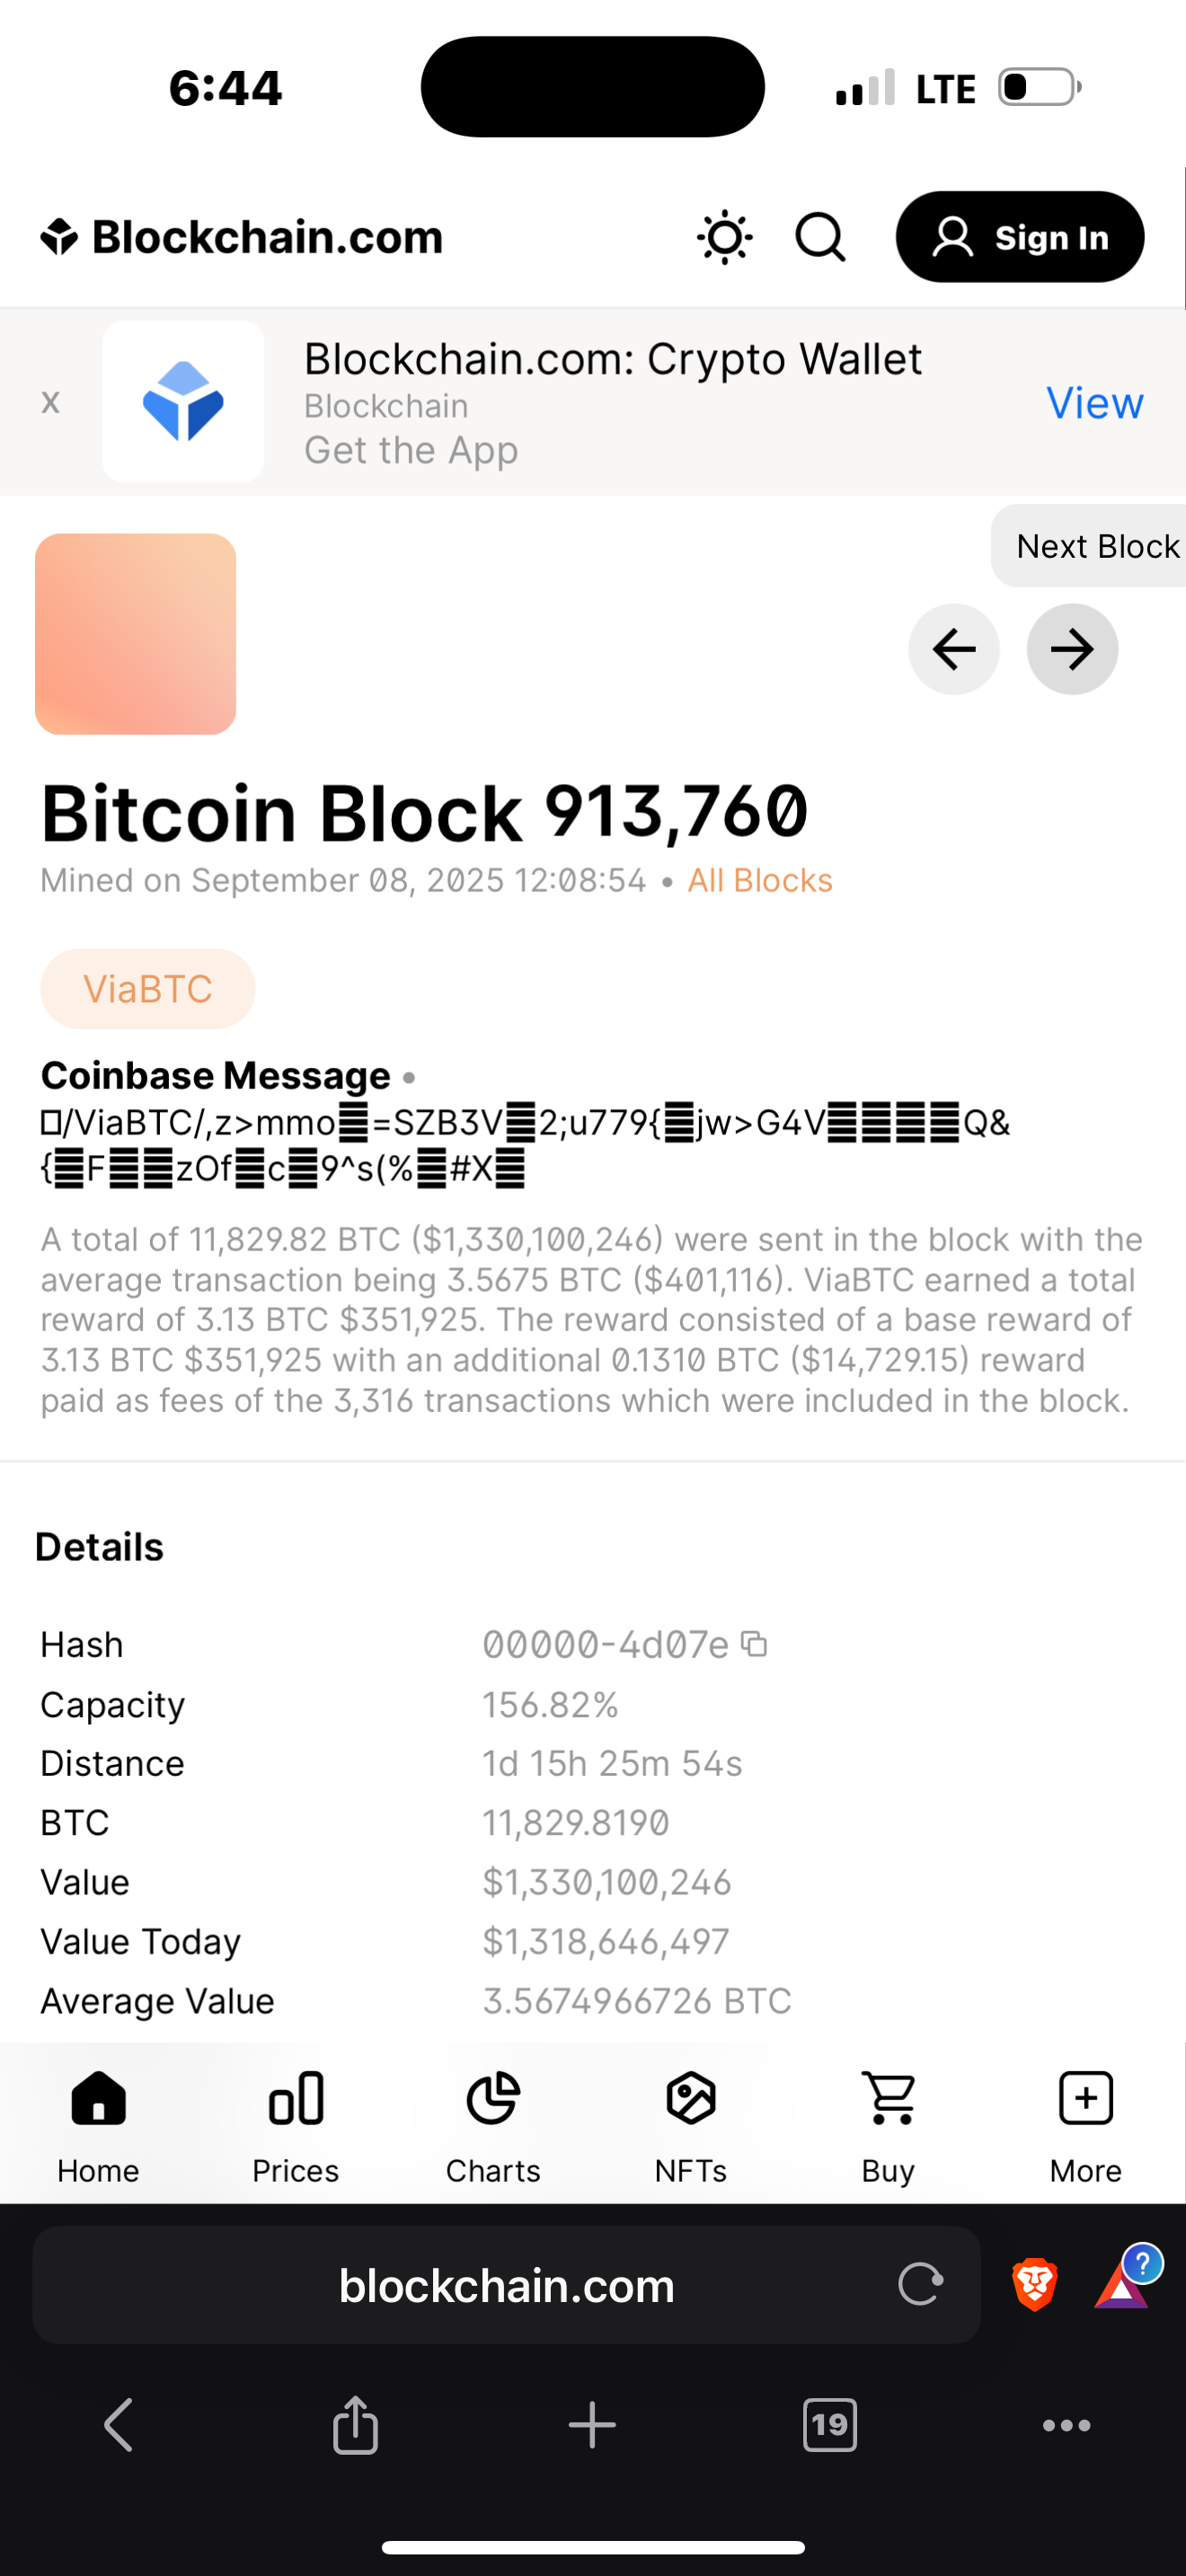 6:44 LTE
Blockchain.com Sign In
x
Blockchain.com: Crypto Wallet
Blockchain
Get the App
View
Next Block
Bitcoin Block 913,760
Mined on September 08, 2025 12:08:54 • All Blocks
ViaBTC
Coinbase Message •
/ViaBTC/,z>mmo =SZB3V 2;u779{ jw>G4V Q&
{ F zOf c 9^s(% #X
A total of 11,829.82 BTC ($1,330,100,246) were sent in the block with the
average transaction being 3.5675 BTC ($401,116). ViaBTC earned a total
reward of 3.13 BTC $351,925. The reward consisted of a base reward of
3.13 BTC $351,925 with an additional 0.1310 BTC ($14,729.15) reward
paid as fees of the 3,316 transactions which were included in the block.
Details
Hash 00000-4d07e
Capacity 156.82%
Distance 1d 15h 25m 54s
BTC 11,829.8190
Value $1,330,100,246
Value Today $1,318,646,497
Average Value 3.5674966726 BTC
Home Prices Charts NFTs Buy More
blockchain.com ?
19